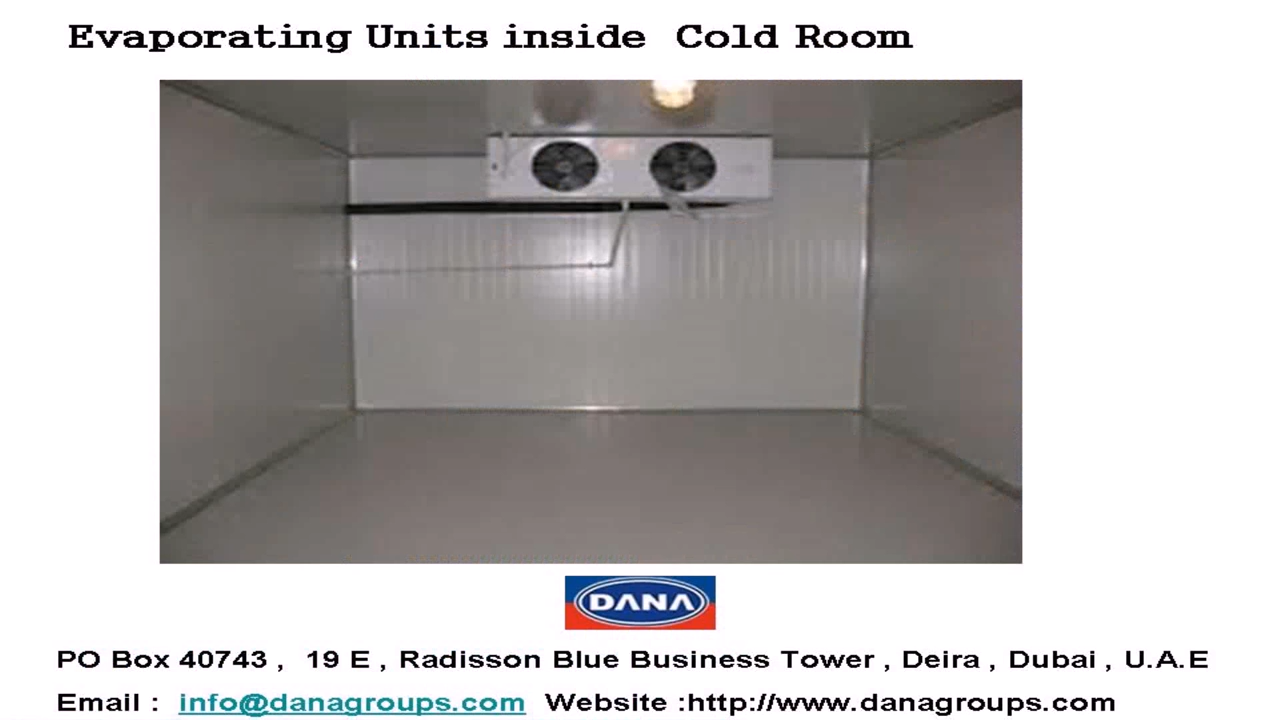 Evaporating Units inside Cold Room
DANA
PO Box 40743 , 19 E , Radisson Blue Business Tower , Deira , Dubai , U.A.E
Email : info@danagroups.com Website :http://www.danagroups.com